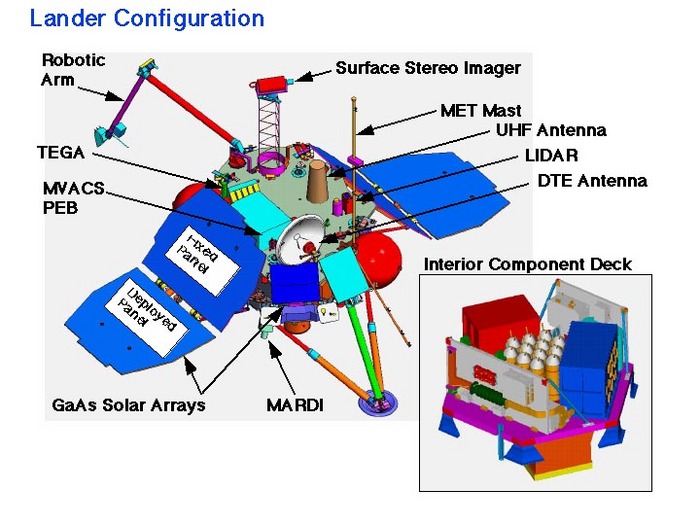 Lander Configuration
Robotic
Arm
Surface Stereo Imager
MET Mast
UHF Antenna
TEGA
LIDAR
MVACS
PEB
DTE Antenna
Fixed
panel
Interior Component Deck
Deployed
panel
GaAs Solar Arrays
MARDI